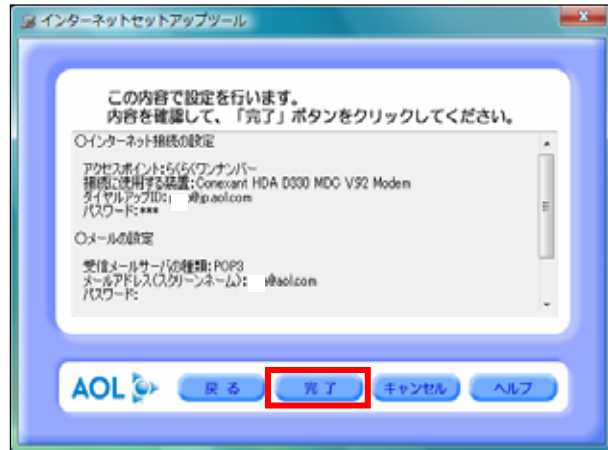 インターネットセットアップツール
この内容で設定を行います。
内容を確認して、「完了」ボタンをクリックしてください。
○インターネット接続の設定
アクセスポイント:らくらくワンナンバー
接続に使用する装置:Conexant HDA D330 MDC V92 Modem
ダイヤルアップID: @jp.aol.com
パスワード:***
○メールの設定
受信メールサーバの種類:POP3
メールアドレス(スクリーンネーム): @aol.com
パスワード:
AOL 戻る 完了 キャンセル ヘルプ